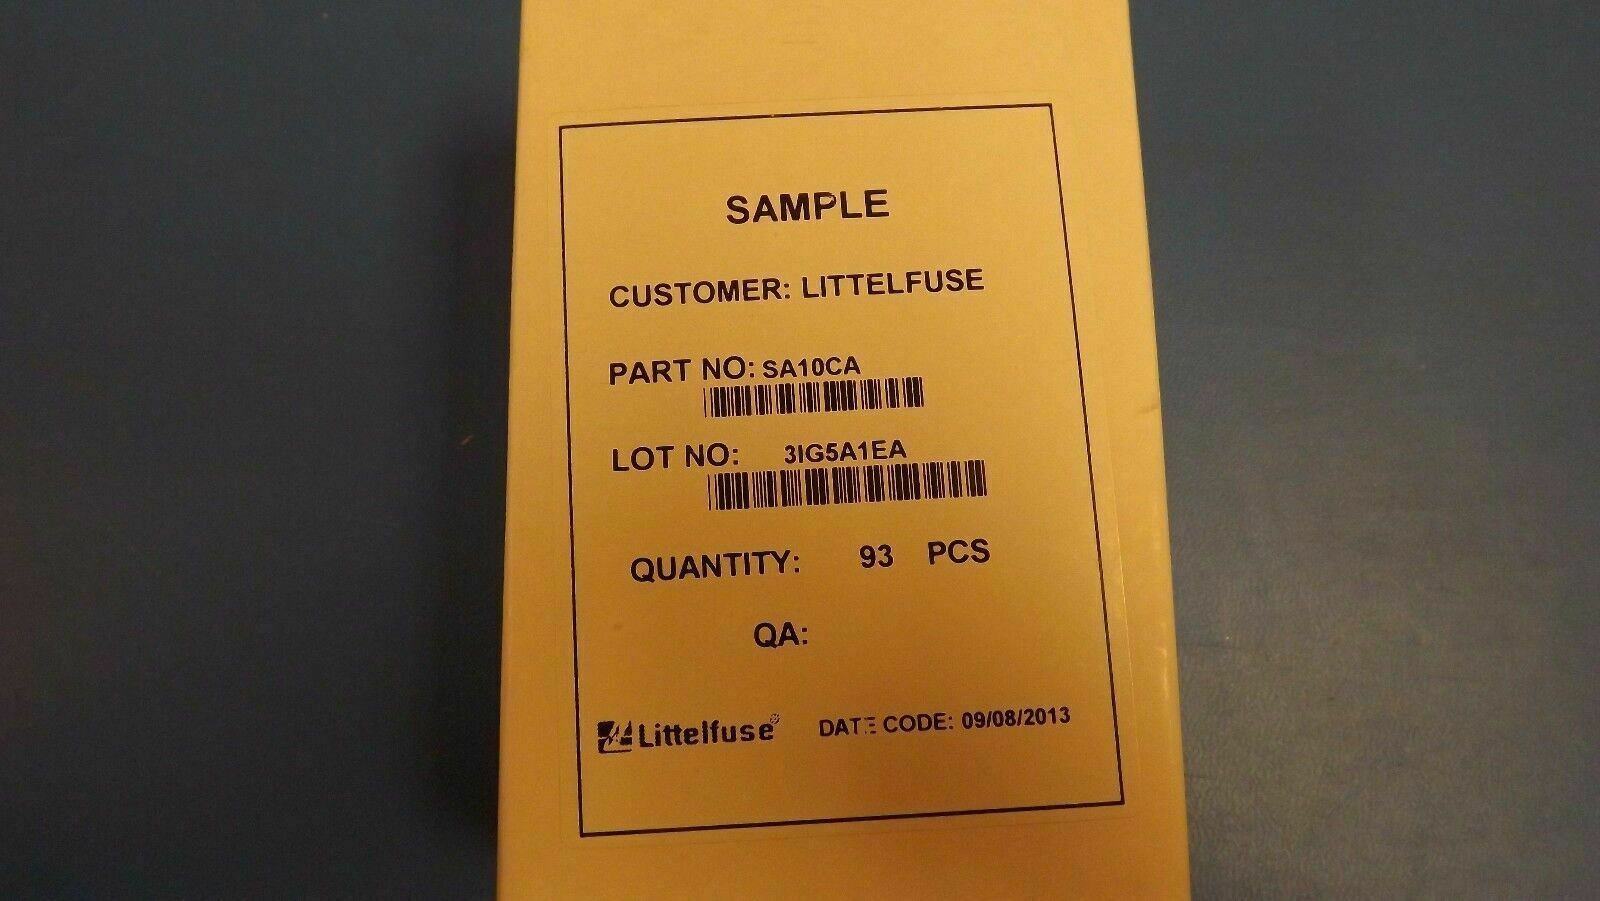 SAMPLE
CUSTOMER: LITTELFUSE
PART NO: SA10CA
LOT NO: 3IG5A1EA
QUANTITY: 93 PCS
QA:
Littelfuse® DATE CODE: 09/08/2013